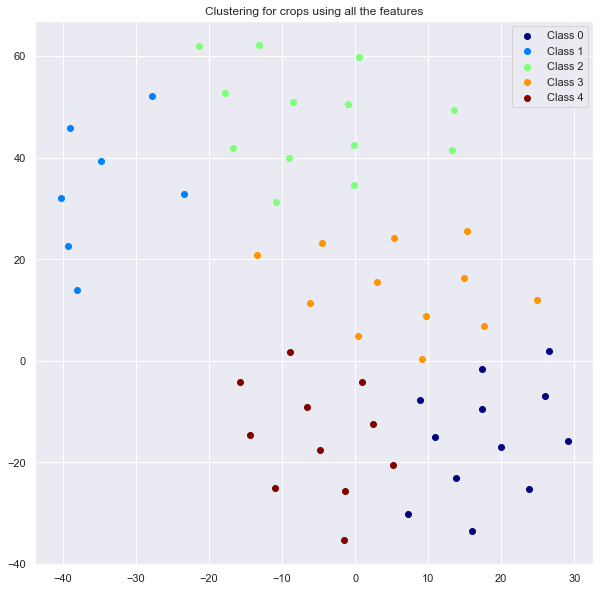 Clustering for crops using all the features
Class 0
Class 1
Class 2
Class 3
Class 4
60
40
20
0
−20
−40
−40 −30 −20 −10 0 10 20 30